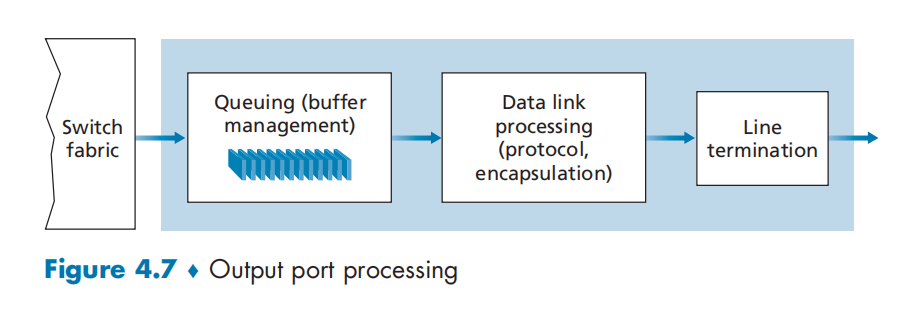 Switch
fabric
Queuing (buffer
management)
Data link
processing
(protocol,
encapsulation)
Line
termination
Figure 4.7 ♦ Output port processing